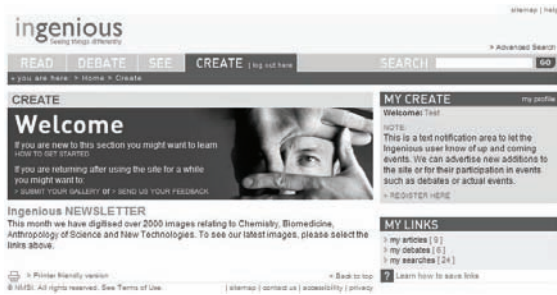 sitemap | help
ingenious
Seeing things differently
> Advanced Search
READ DEBATE SEE CREATE | log out here SEARCH GO
» you are here: > Home > Create
CREATE
Welcome
If you are new to this section you might want to learn
HOW TO GET STARTED
If you are returning after using the site for a while
you might want to:
> SUBMIT YOUR GALLERY or > SEND US YOUR FEEDBACK
Ingenious NEWSLETTER
This month we have digitised over 2000 images relating to Chemistry, Biomedicine,
Anthropology of Science and New Technologies. To see our latest images, please select the
links above.
MY CREATE my profile
Welcome: Test
NOTE:
This is a text notification area to let the
Ingenious user know of up and coming
events. We can advertise new additions to
the site or for their participation in events
such as debates or actual events.
> REGISTER HERE
MY LINKS
> my articles [ 9 ]
> my debates [ 6 ]
> my searches [ 24 ]
? Learn how to save links
> Printer friendly version
^ Back to top
© NMSI. All rights reserved. See Terms of Use.
| sitemap | contact us | accessibility | privacy